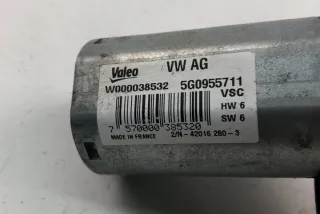 Valeo VW AG
W000038532 5G0955711
VSC
HW 6
SW 6
7 570000 385320
MADE IN FRANCE 2/N-42016 280-3